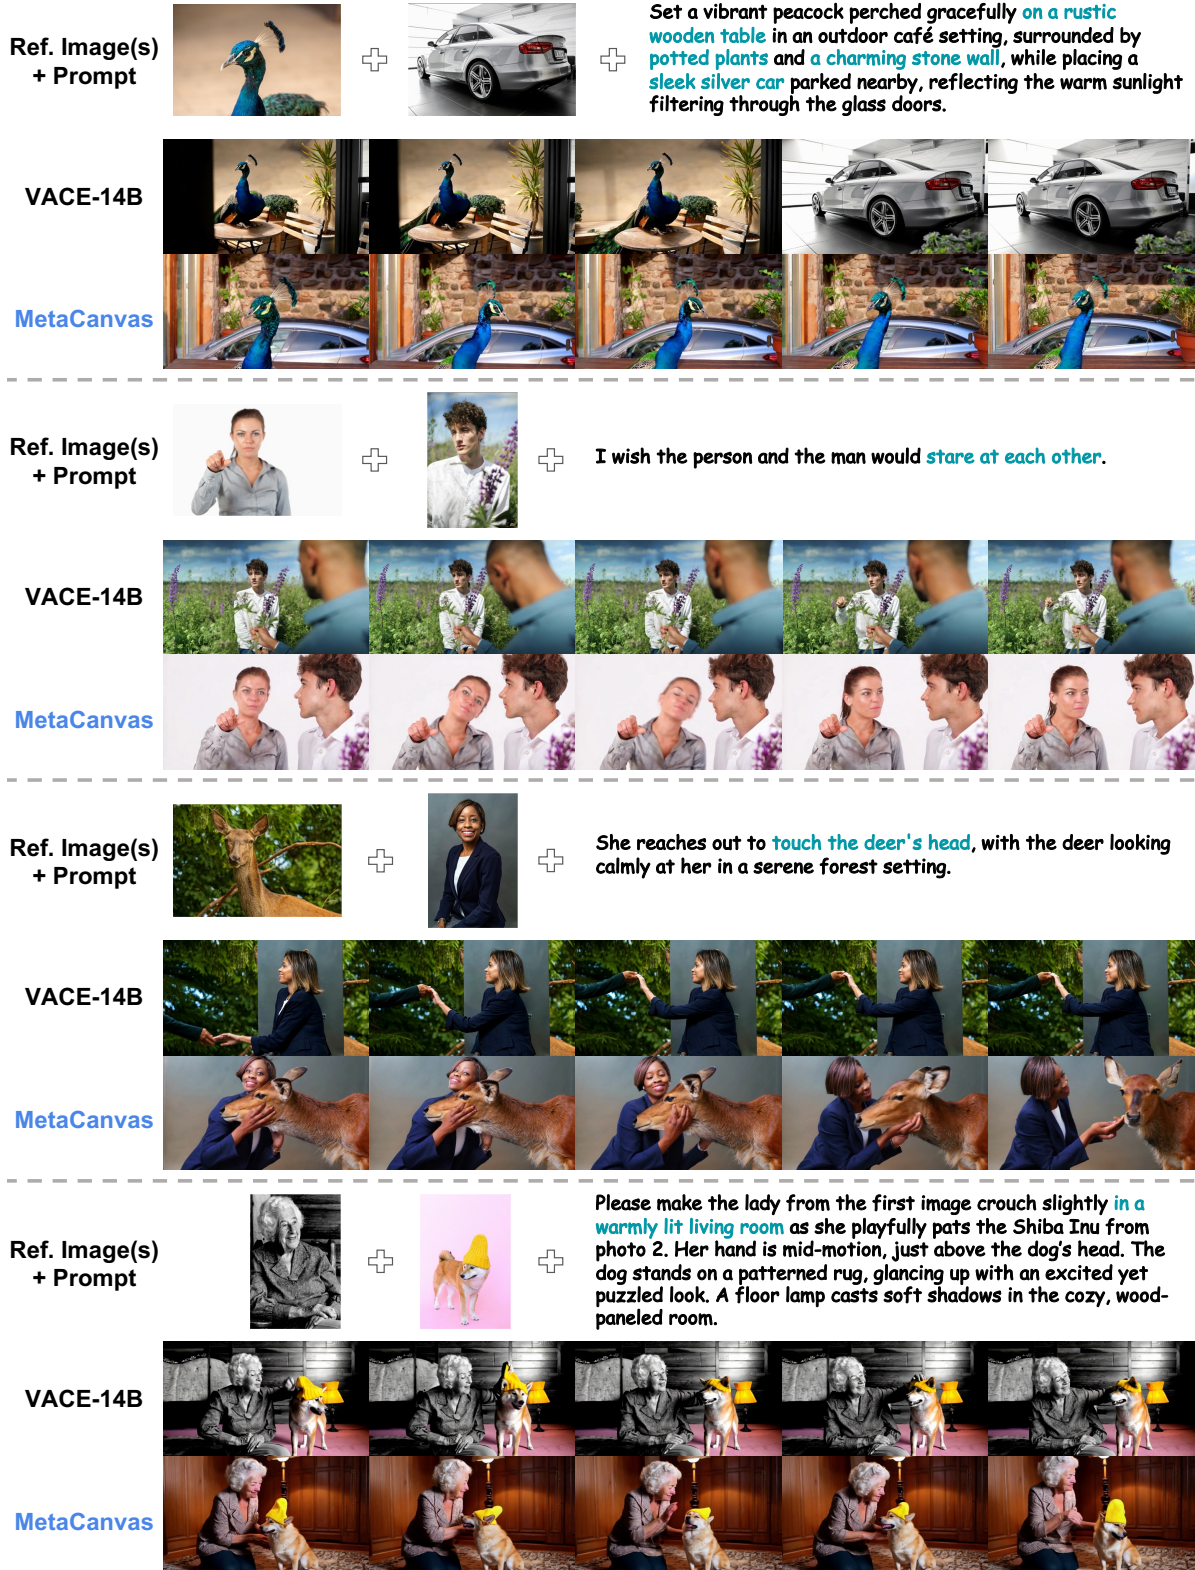 Ref. Image(s)
+ Prompt
Set a vibrant peacock perched gracefully on a rustic
wooden table in an outdoor café setting, surrounded by
potted plants and a charming stone wall, while placing a
sleek silver car parked nearby, reflecting the warm sunlight
filtering through the glass doors.
VACE-14B
MetaCanvas
Ref. Image(s)
+ Prompt
I wish the person and the man would stare at each other.
VACE-14B
MetaCanvas
Ref. Image(s)
+ Prompt
She reaches out to touch the deer's head, with the deer looking
calmly at her in a serene forest setting.
VACE-14B
MetaCanvas
Ref. Image(s)
+ Prompt
Please make the lady from the first image crouch slightly in a
warmly lit living room as she playfully pats the Shiba Inu from
photo 2. Her hand is mid-motion, just above the dog's head. The
dog stands on a patterned rug, glancing up with an excited yet
puzzled look. A floor lamp casts soft shadows in the cozy, wood-
paneled room.
VACE-14B
MetaCanvas